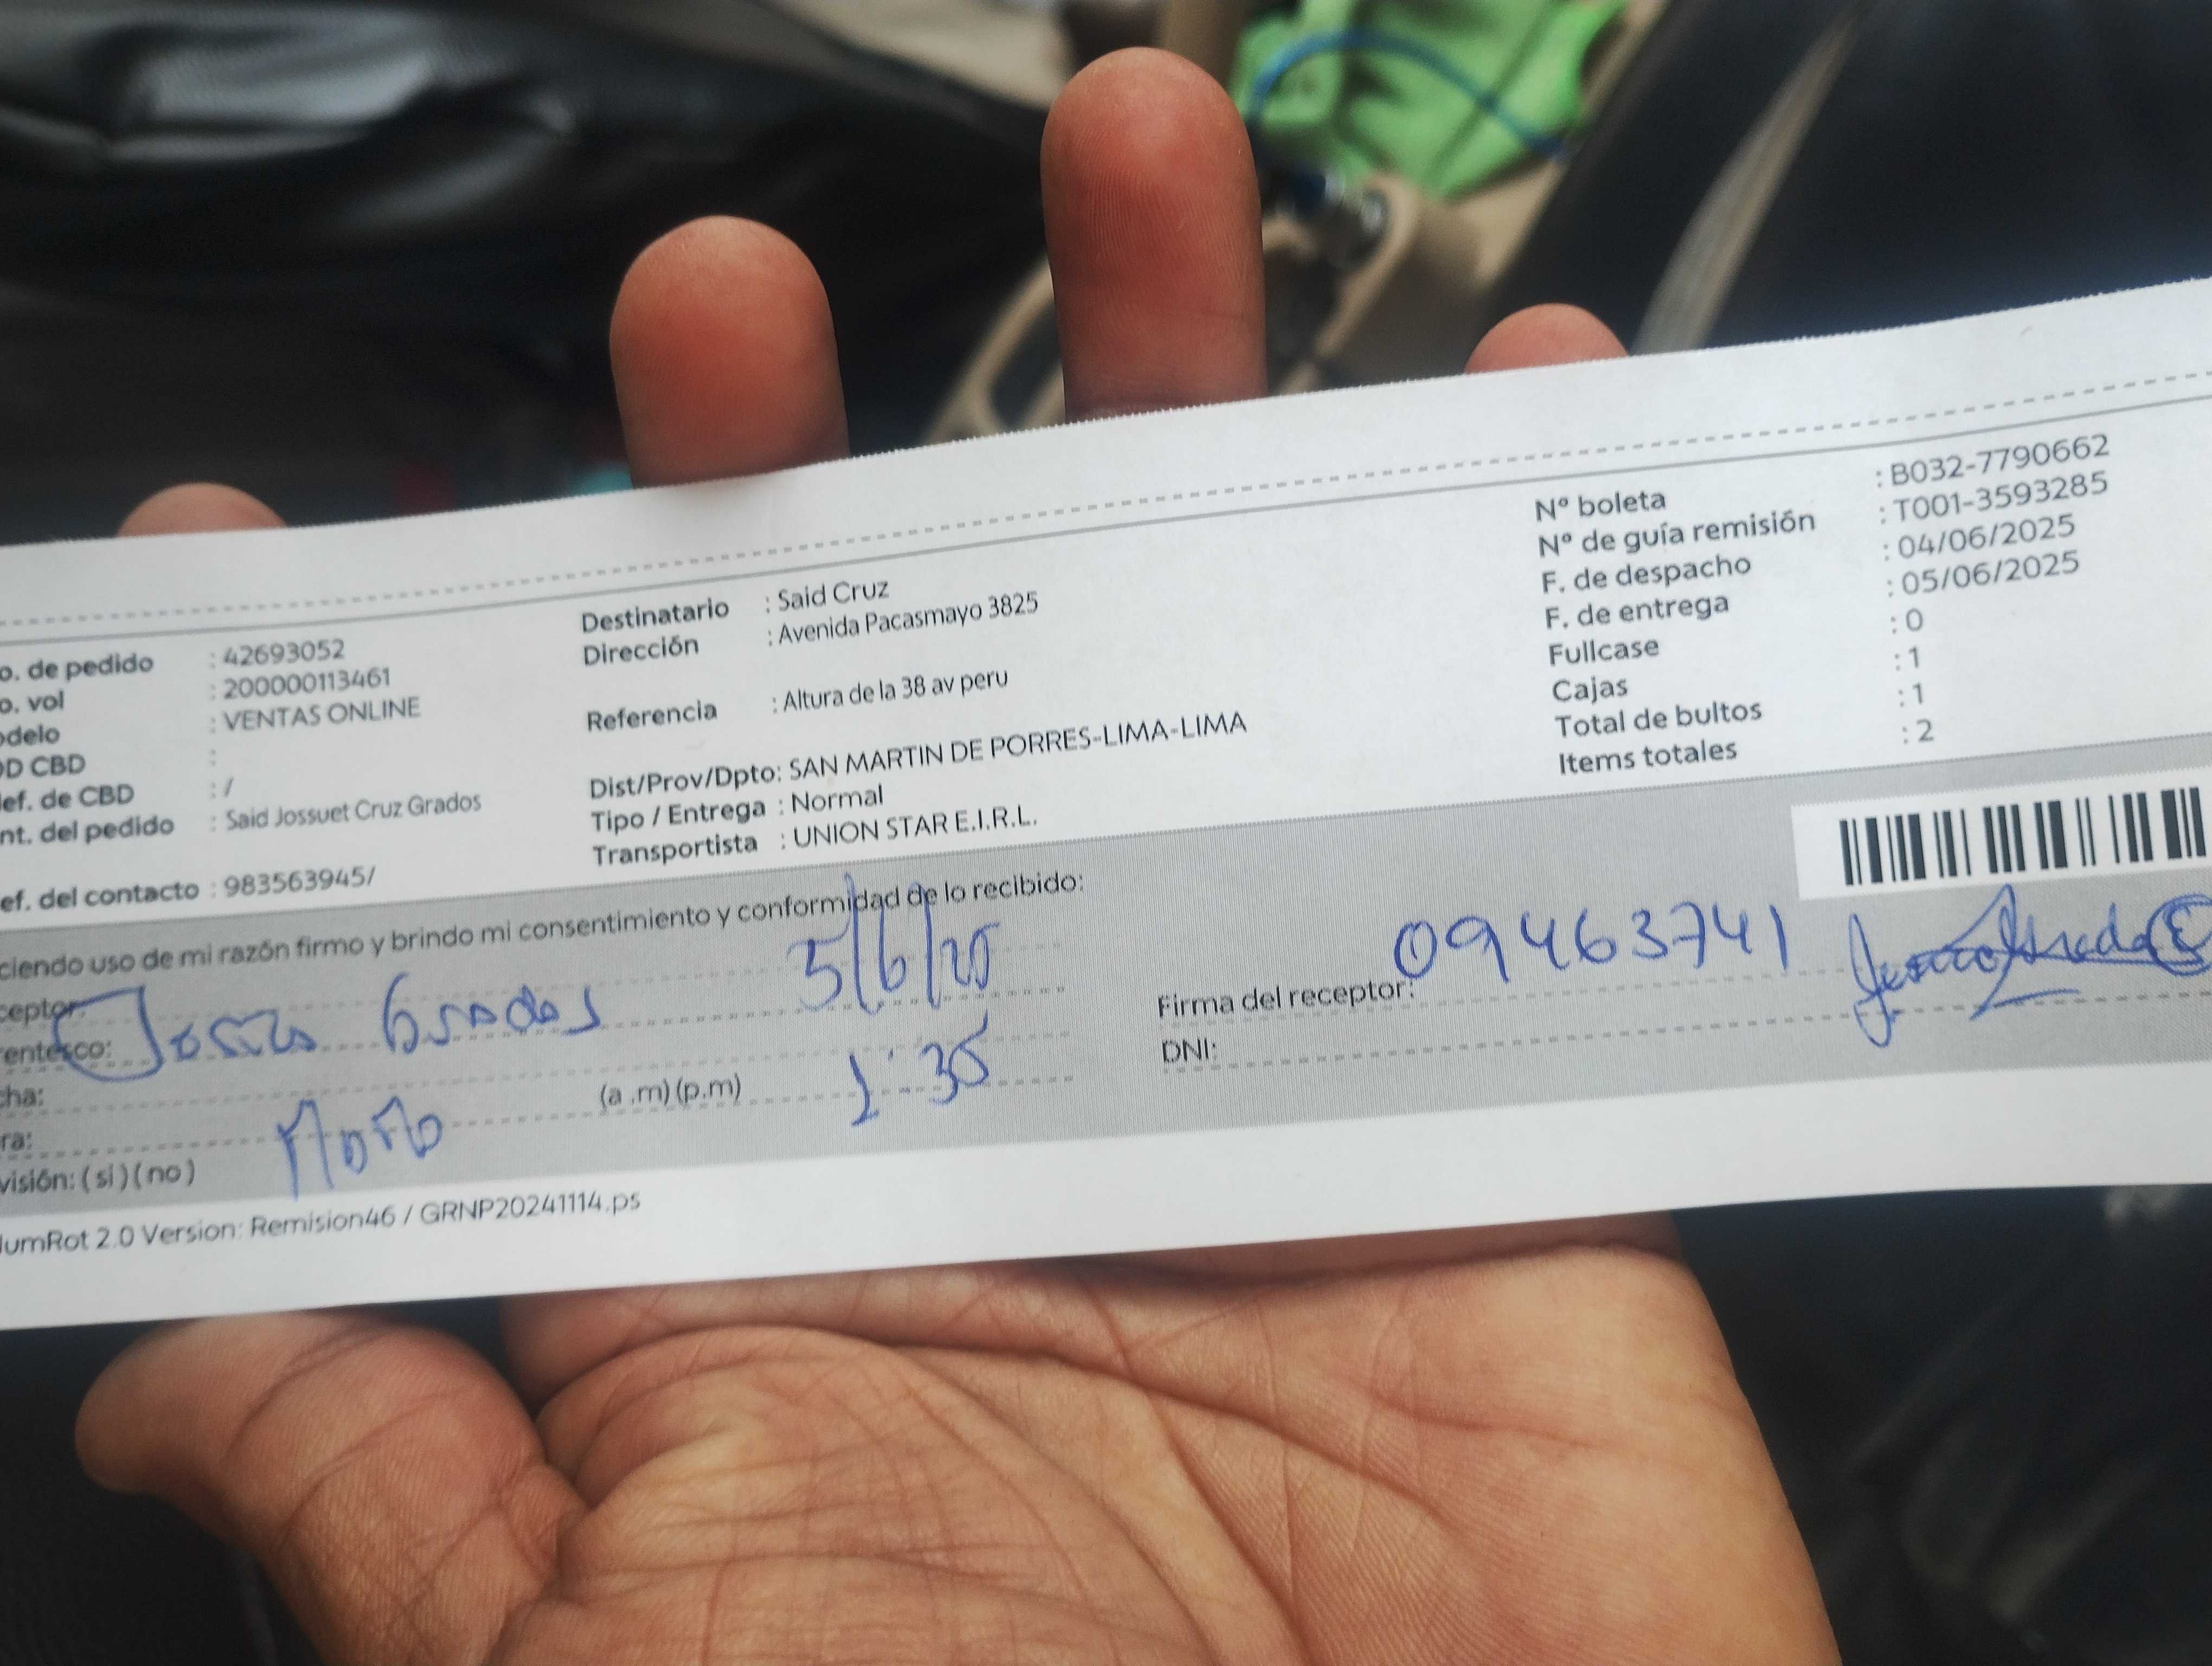 o. de pedido : 42693052
o. vol : 200000113461
odelo : VENTAS ONLINE
OD CBD :
ef. de CBD : /
nt. del pedido : Said Jossuet Cruz Grados
ef. del contacto : 983563945/
Destinatario : Said Cruz
Dirección : Avenida Pacasmayo 3825
Referencia : Altura de la 38 av peru
Dist/Prov/Dpto: SAN MARTIN DE PORRES-LIMA-LIMA
Tipo / Entrega : Normal
Transportista : UNION STAR E.I.R.L.
Nº boleta : B032-7790662
Nº de guía remisión : T001-3593285
F. de despacho : 04/06/2025
F. de entrega : 05/06/2025
Fullcase : 0
Cajas : 1
Total de bultos : 1
Items totales : 2
ciendo uso de mi razón firmo y brindo mi consentimiento y conformidad de lo recibido:
ceptor: 5/6/25
rentesco: Grados
cha:
ra: (a .m) (p.m)
visión: ( si ) ( no )
Firma del receptor: 09463741
DNI:
umRot 2.0 Version: Remision46 / GRNP20241114.ps